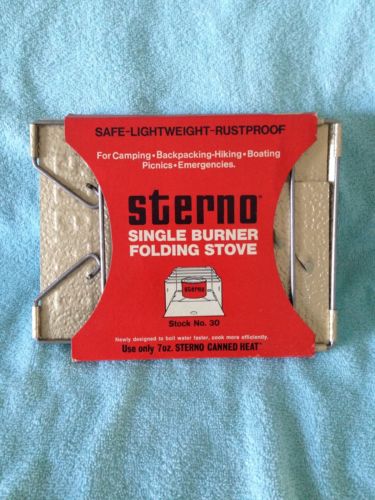 SAFE-LIGHTWEIGHT-RUSTPROOF
For Camping • Backpacking-Hiking • Boating
Picnics • Emergencies.
sterno®
SINGLE BURNER
FOLDING STOVE
sterno
Stock No. 30
Newly designed to boil water faster, cook more efficiently.
Use only 7oz. STERNO CANNED HEAT™